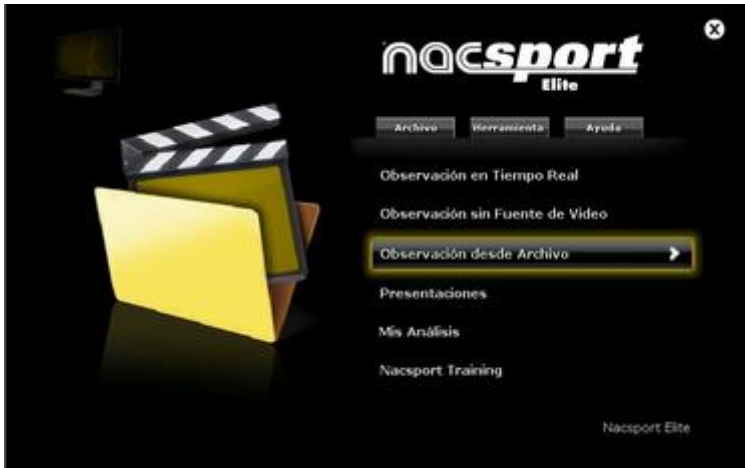 nacsport
Elite
Archivo Herramienta Ayuda
Observación en Tiempo Real
Observación sin Fuente de Video
Observación desde Archivo
Presentaciones
Mis Análisis
Nacsport Training
Nacsport Elite